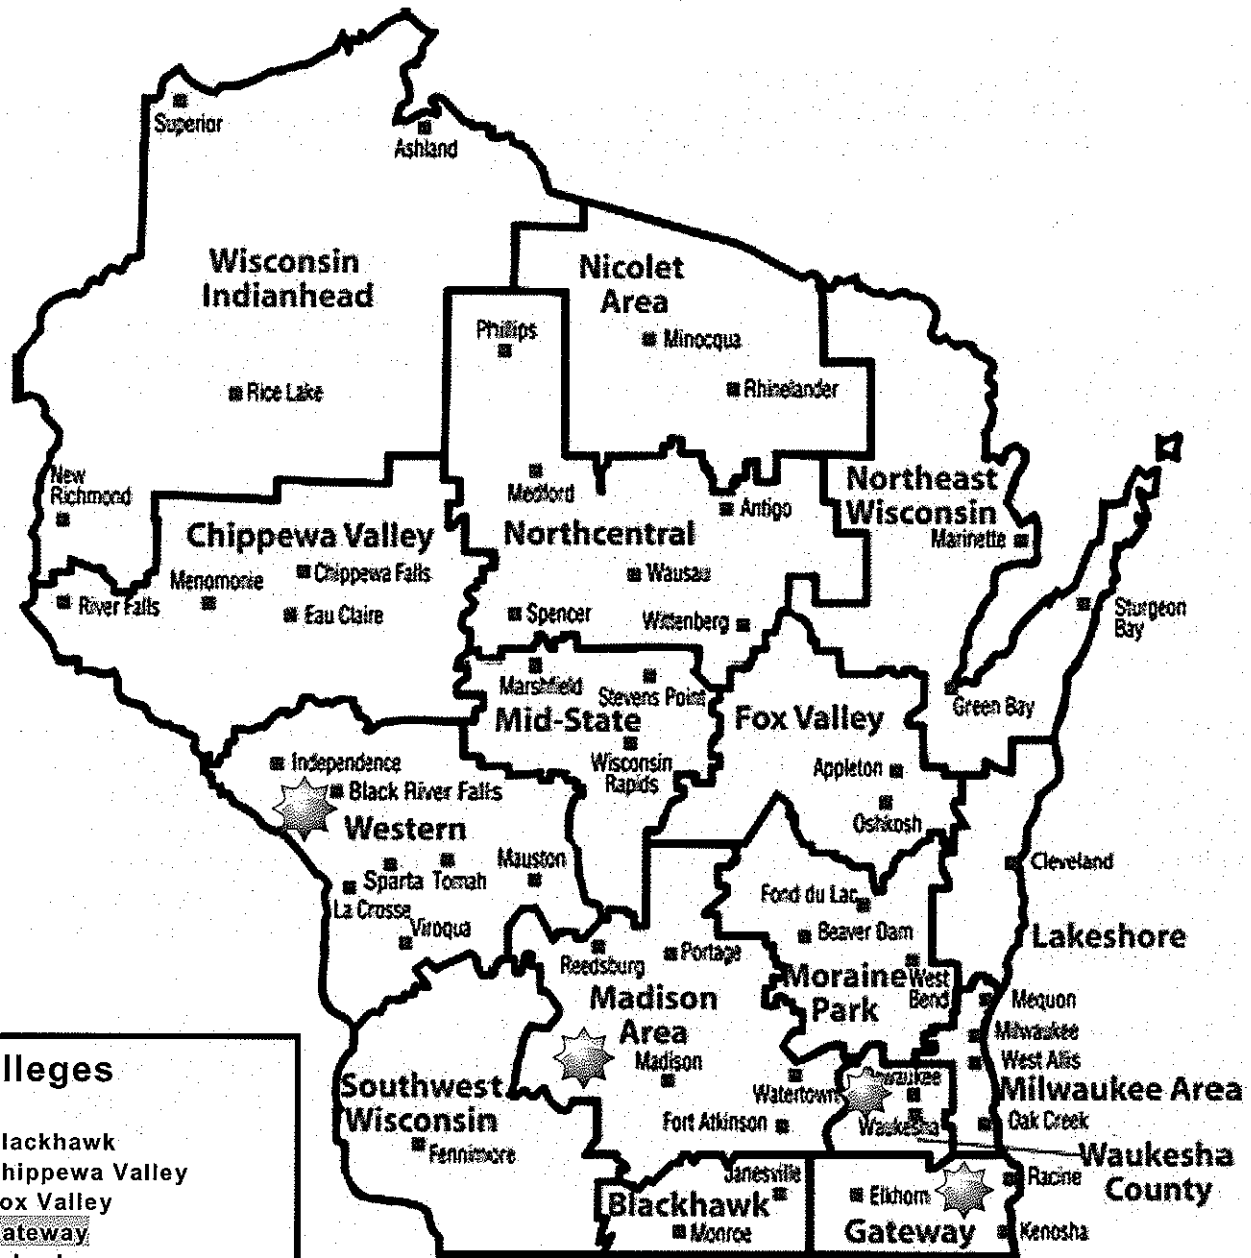 Superior
Ashland
Wisconsin
Indianhead
Nicolet
Area
Phillips
Minocqua
Rice Lake
Rhinelander
New
Richmond
Medford
Antigo
Northeast
Wisconsin
Marinette
Chippewa Valley
Northcentral
Chippewa Falls
Wausau
Menomonie
River Falls
Eau Claire
Spencer
Wittenberg
Sturgeon
Bay
Marshfield
Stevens Point
Green Bay
Mid-State
Fox Valley
Independence
Wisconsin
Rapids
Appleton
Black River Falls
Oshkosh
Western
Mauston
Sparta
Tomah
Cleveland
Fond du Lac
La Crosse
Viroqua
Beaver Dam
Lakeshore
Reedsburg
Portage
Moraine
Park
West
Bend
Madison
Area
Mequon
Milwaukee
Madison
West Allis
Milwaukee Area
Watertown
Southwest
Wisconsin
Fort Atkinson
Waukesha
Oak Creek
Fennimore
Waukesha
County
Janesville
Racine
Blackhawk
Elkhorn
Monroe
Gateway
Kenosha
lleges
lackhawk
hippewa Valley
ox Valley
ateway